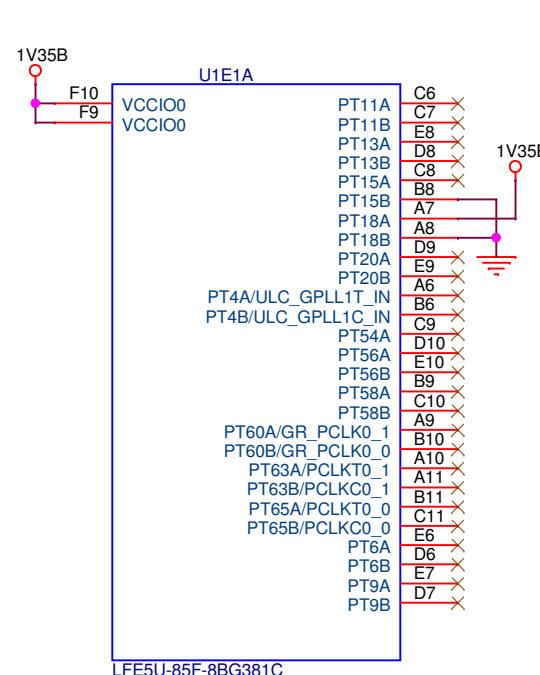 1V35B
U1E1A
F10 VCCIO0 PT11A C6
F9 VCCIO0 PT11B C7
PT13A E8
PT13B D8
PT15A C8
1V35B
PT15B B8
PT18A A7
PT18B A8
PT20A D9
PT20B E9
PT4A/ULC_GPLL1T_IN A6
PT4B/ULC_GPLL1C_IN B6
PT54A C9
PT56A D10
PT56B E10
PT58A B9
PT58B C10
PT60A/GR_PCLK0_1 A9
PT60B/GR_PCLK0_0 B10
PT63A/PCLKT0_1 A10
PT63B/PCLKC0_1 A11
PT65A/PCLKT0_0 B11
PT65B/PCLKC0_0 C11
PT6A E6
PT6B D6
PT9A E7
PT9B D7
LFE5U-85F-8BG381C